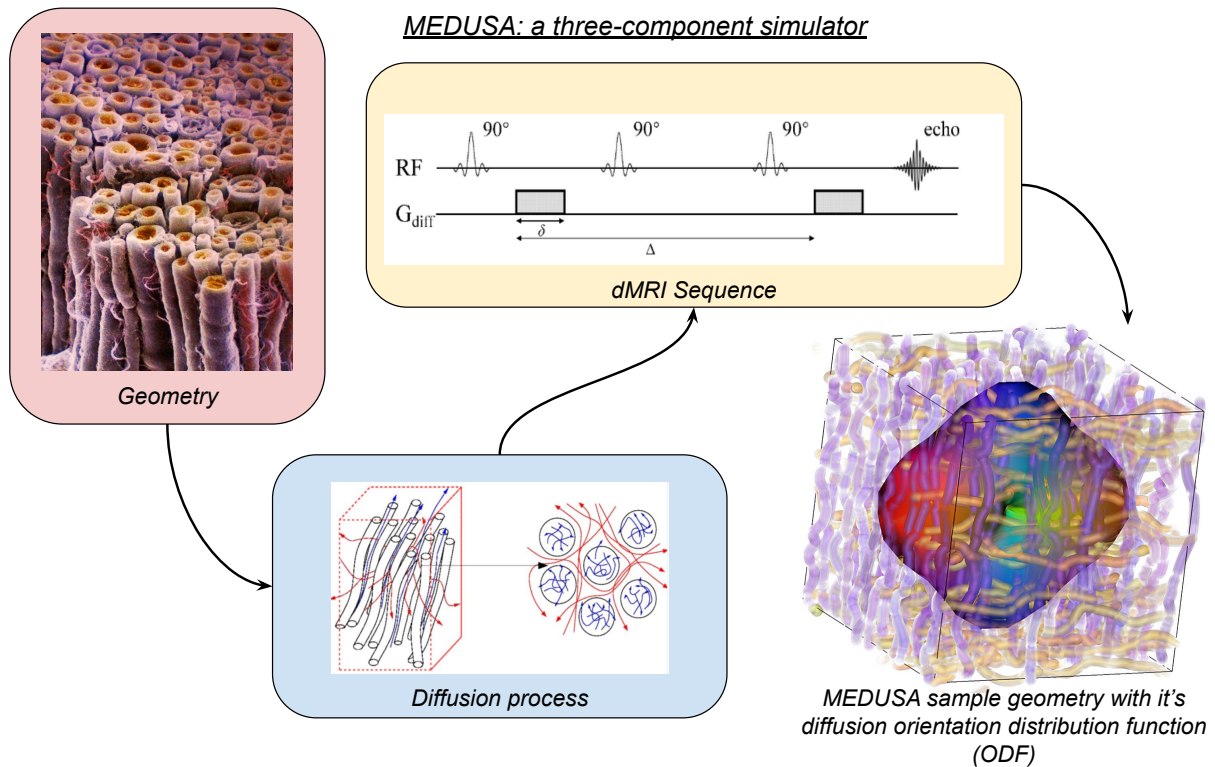 MEDUSA: a three-component simulator
Geometry
90°
90°
90°
echo
RF
G_diff
δ
Δ
dMRI Sequence
Diffusion process
MEDUSA sample geometry with it's
diffusion orientation distribution function
(ODF)